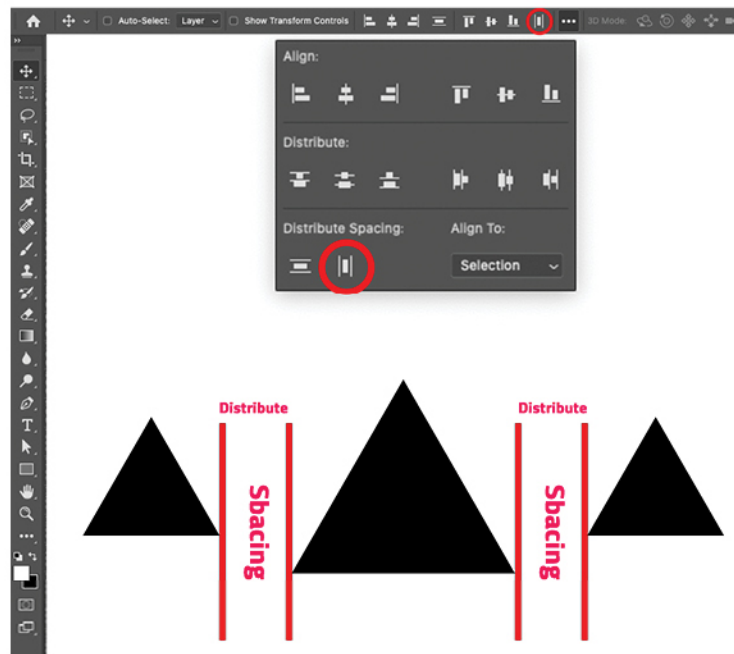 Auto-Select: Layer Show Transform Controls 3D Mode:
Align:
Distribute:
Distribute Spacing: Align To:
Selection
Distribute Distribute
Sbacing Sbacing